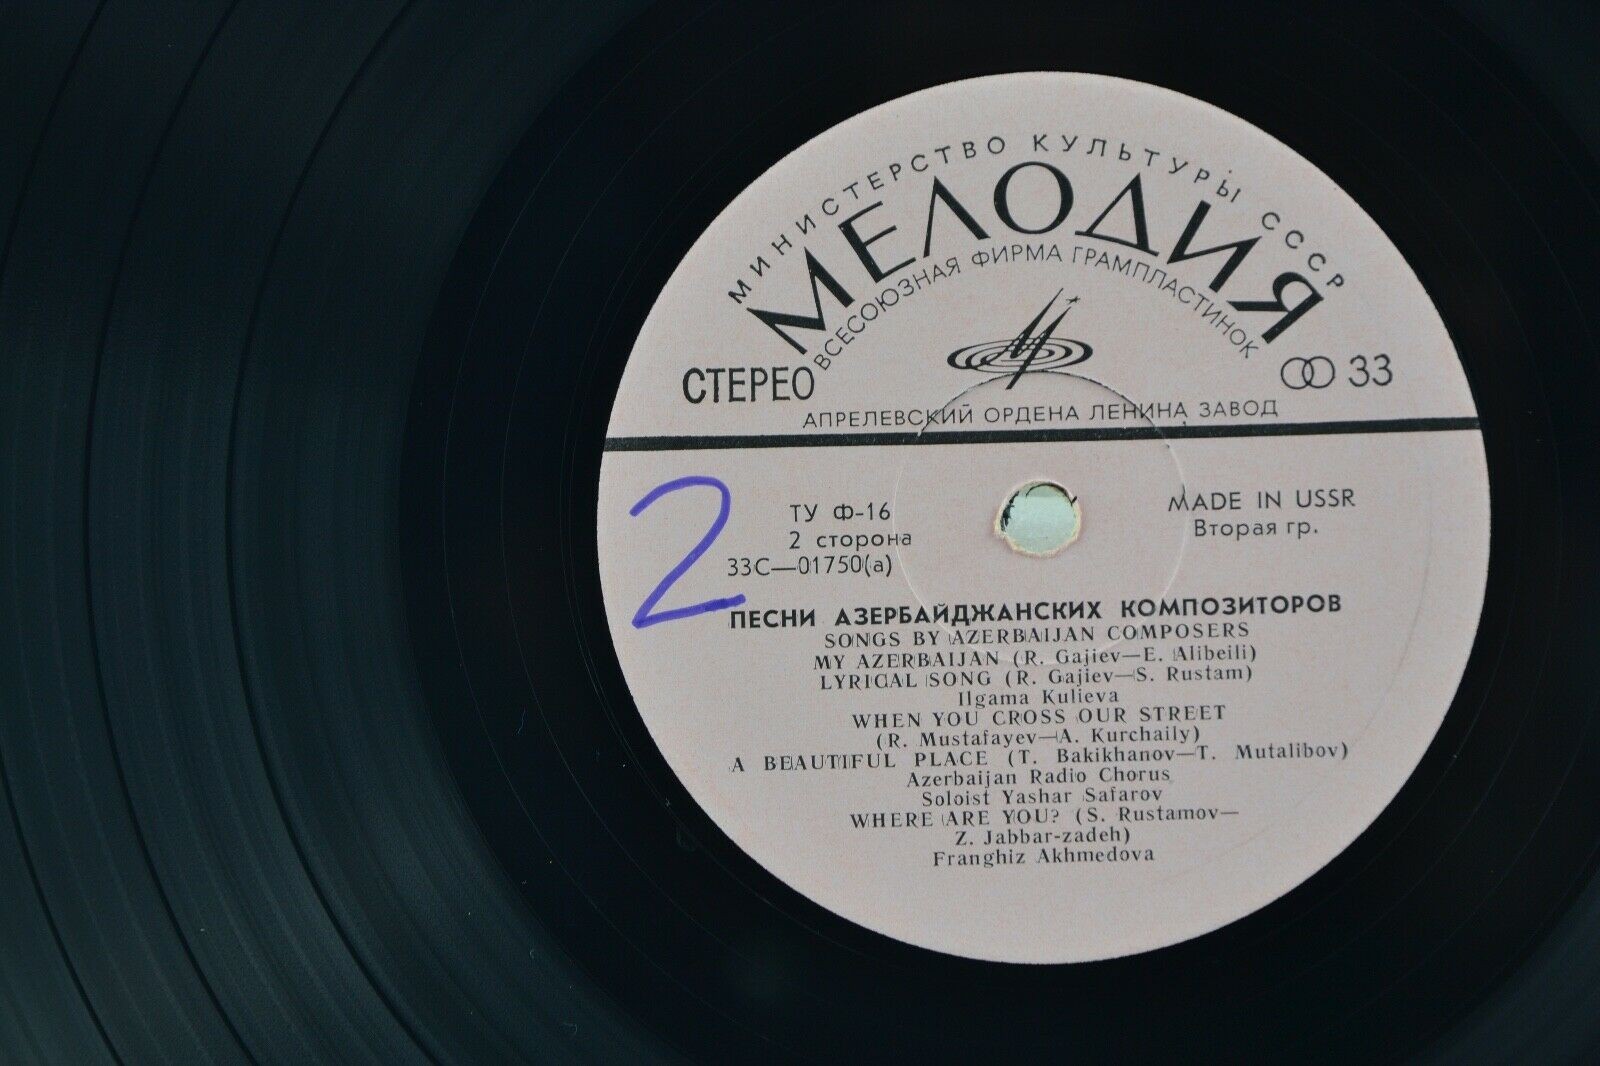 МИНИСТЕРСТВО КУЛЬТУРЫ СССР
МЕЛОДИЯ
ВСЕСОЮЗНАЯ ФИРМА ГРАМПЛАСТИНОК
СТЕРЕО
33
АПРЕЛЕВСКИЙ ОРДЕНА ЛЕНИНА ЗАВОД
2
ТУ Ф-16
2 сторона
33С—01750(а)
MADE IN USSR
Вторая гр.
ПЕСНИ АЗЕРБАЙДЖАНСКИХ КОМПОЗИТОРОВ
SONGS BY AZERBAIJAN COMPOSERS
MY AZERBAIJAN (R. Gajiev—E. Alibeili)
LYRICAL SONG (R. Gajiev—S. Rustam)
Ilgama Kulieva
WHEN YOU CROSS OUR STREET
(R. Mustafayev—A. Kurchaily)
A BEAUTIFUL PLACE (T. Bakikhanov—T. Mutalibov)
Azerbaijan Radio Chorus
Soloist Yashar Safarov
WHERE ARE YOU? (S. Rustamov—
Z. Jabbar-zadeh)
Franghiz Akhmedova